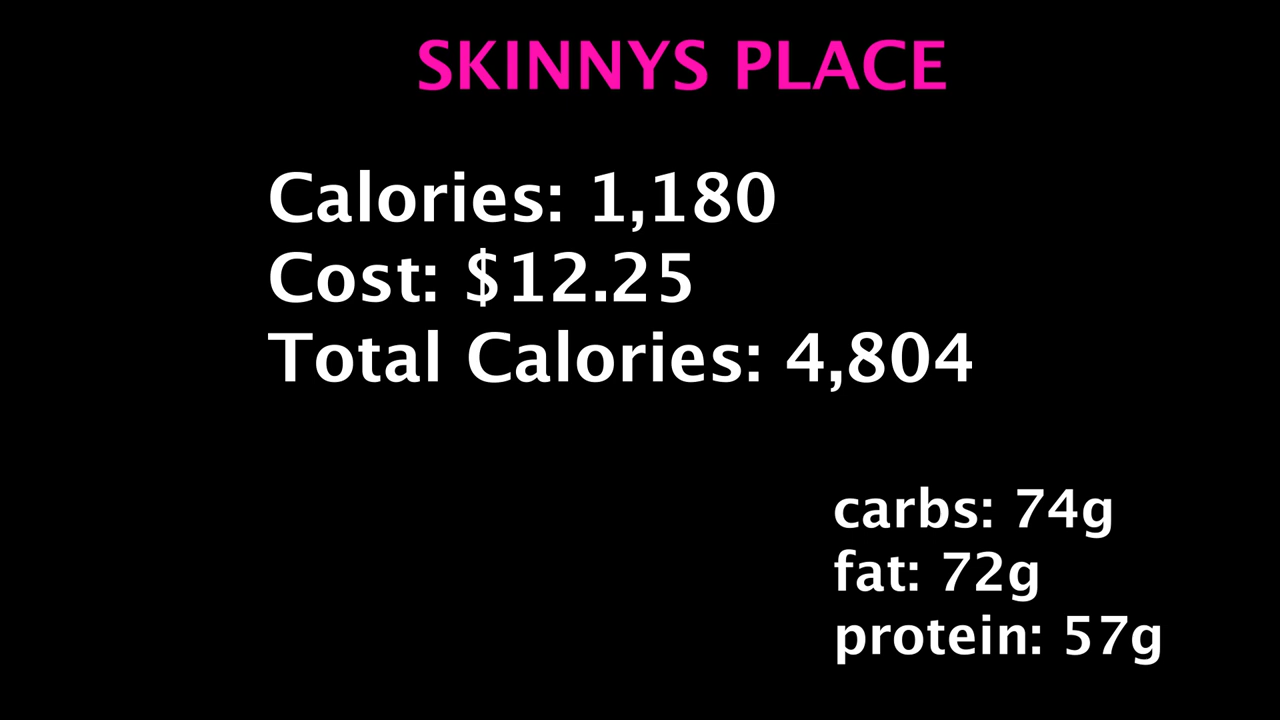 SKINNYS PLACE
Calories: 1,180
Cost: $12.25
Total Calories: 4,804
carbs: 74g
fat: 72g
protein: 57g